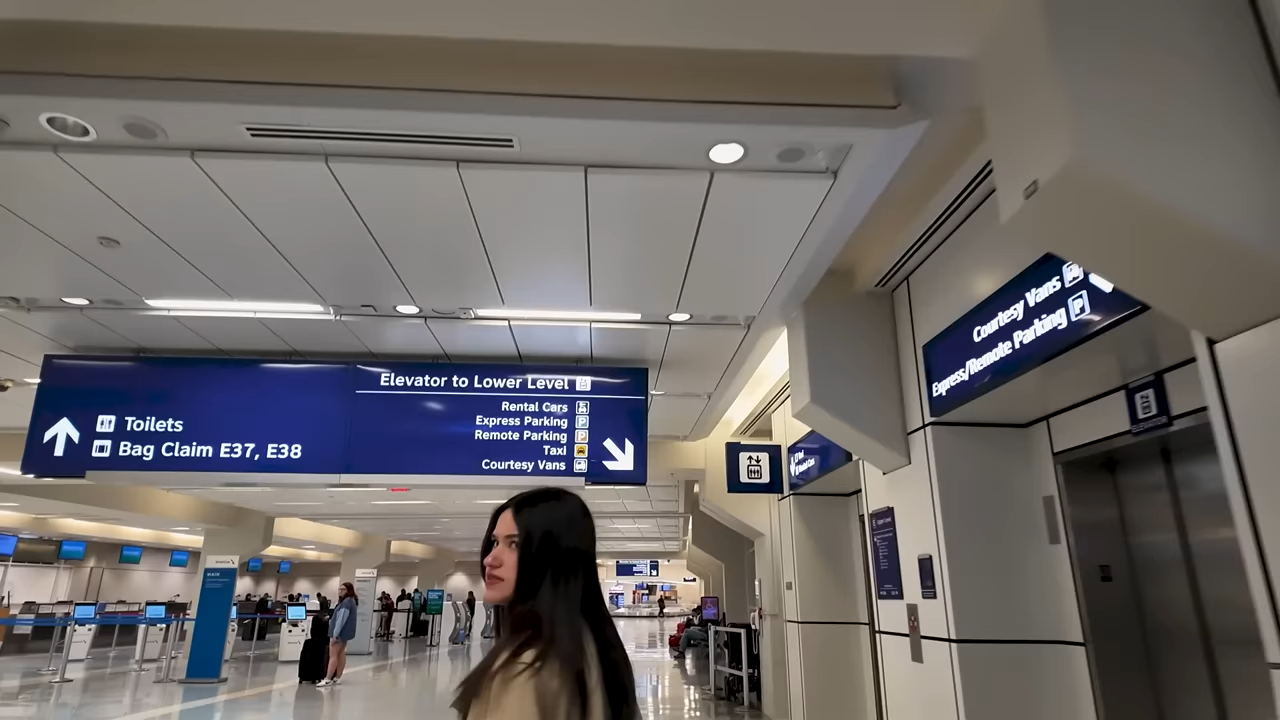 Toilets
Bag Claim E37, E38
Elevator to Lower Level
Rental Cars
Express Parking
Remote Parking
Taxi
Courtesy Vans
Courtesy Vans
Express/Remote Parking
ELEVATOR